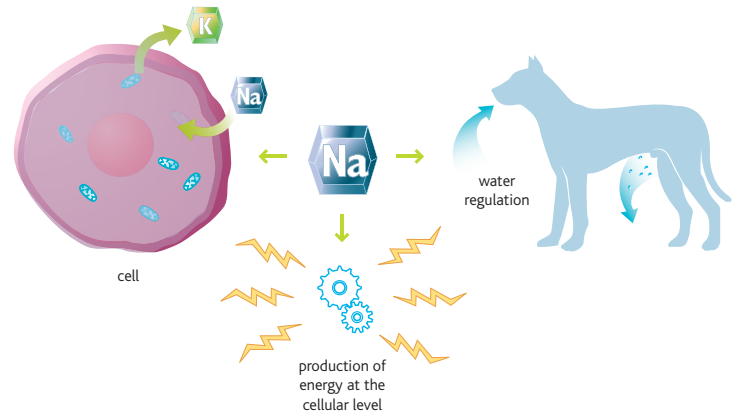 K
Na
Na
water
regulation
cell
production of
energy at the
cellular level